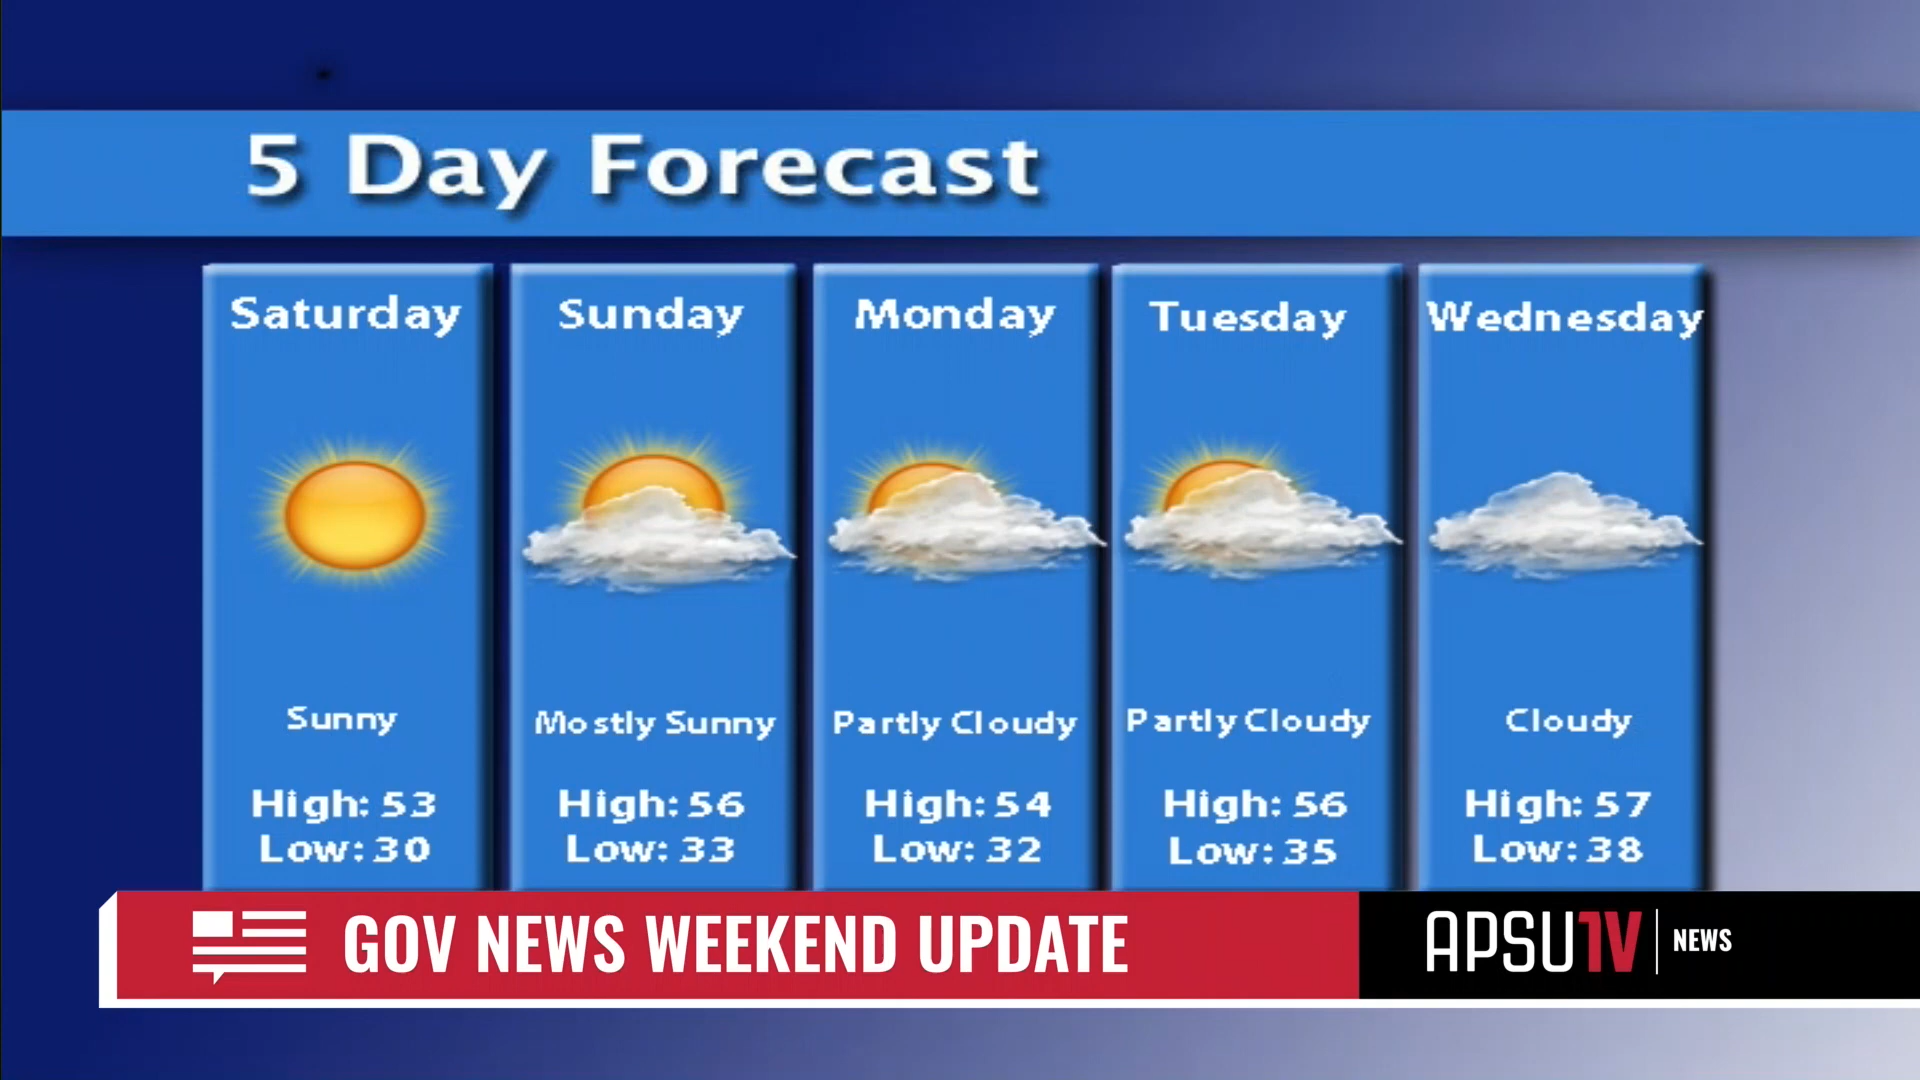 5 Day Forecast
Saturday
Sunny
High: 53
Low: 30
Sunday
Mostly Sunny
High: 56
Low: 33
Monday
Partly Cloudy
High: 54
Low: 32
Tuesday
Partly Cloudy
High: 56
Low: 35
Wednesday
Cloudy
High: 57
Low: 38
GOV NEWS WEEKEND UPDATE
APSUTV NEWS